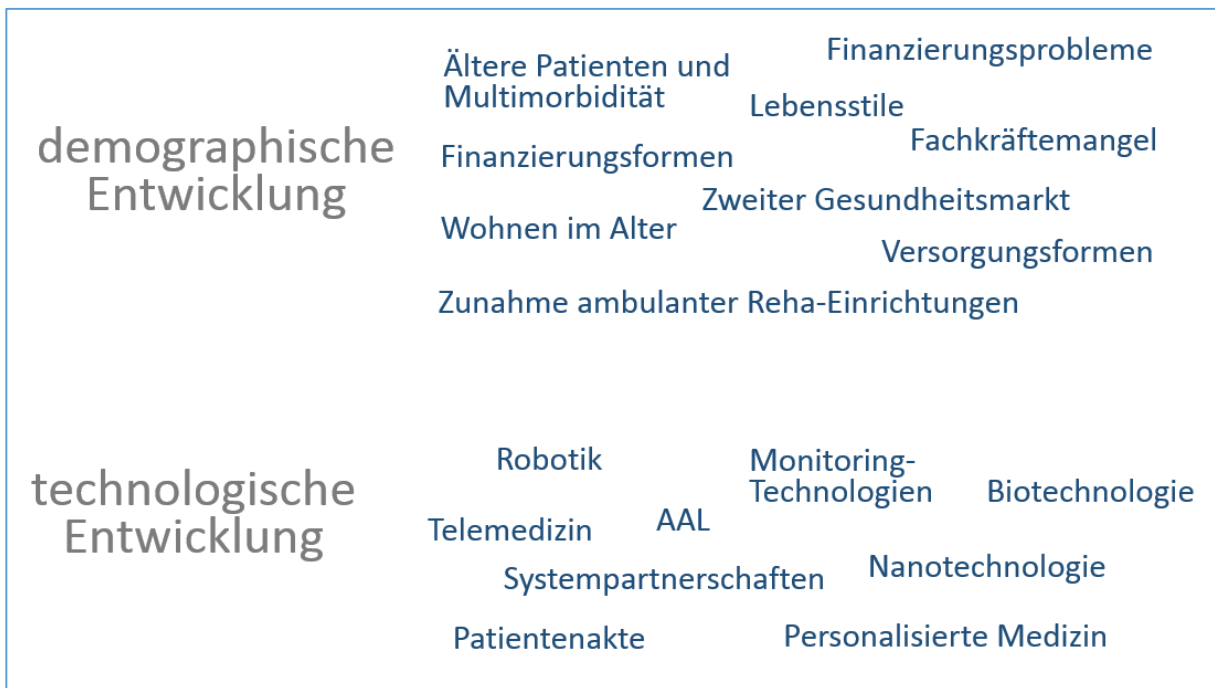 demographische
Entwicklung
Ältere Patienten und
Multimorbidität
Finanzierungsprobleme
Lebensstile
Fachkräftemangel
Finanzierungsformen
Zweiter Gesundheitsmarkt
Wohnen im Alter
Versorgungsformen
Zunahme ambulanter Reha-Einrichtungen
technologische
Entwicklung
Robotik
Monitoring-
Technologien
Biotechnologie
Telemedizin
AAL
Systempartnerschaften
Nanotechnologie
Patientenakte
Personalisierte Medizin